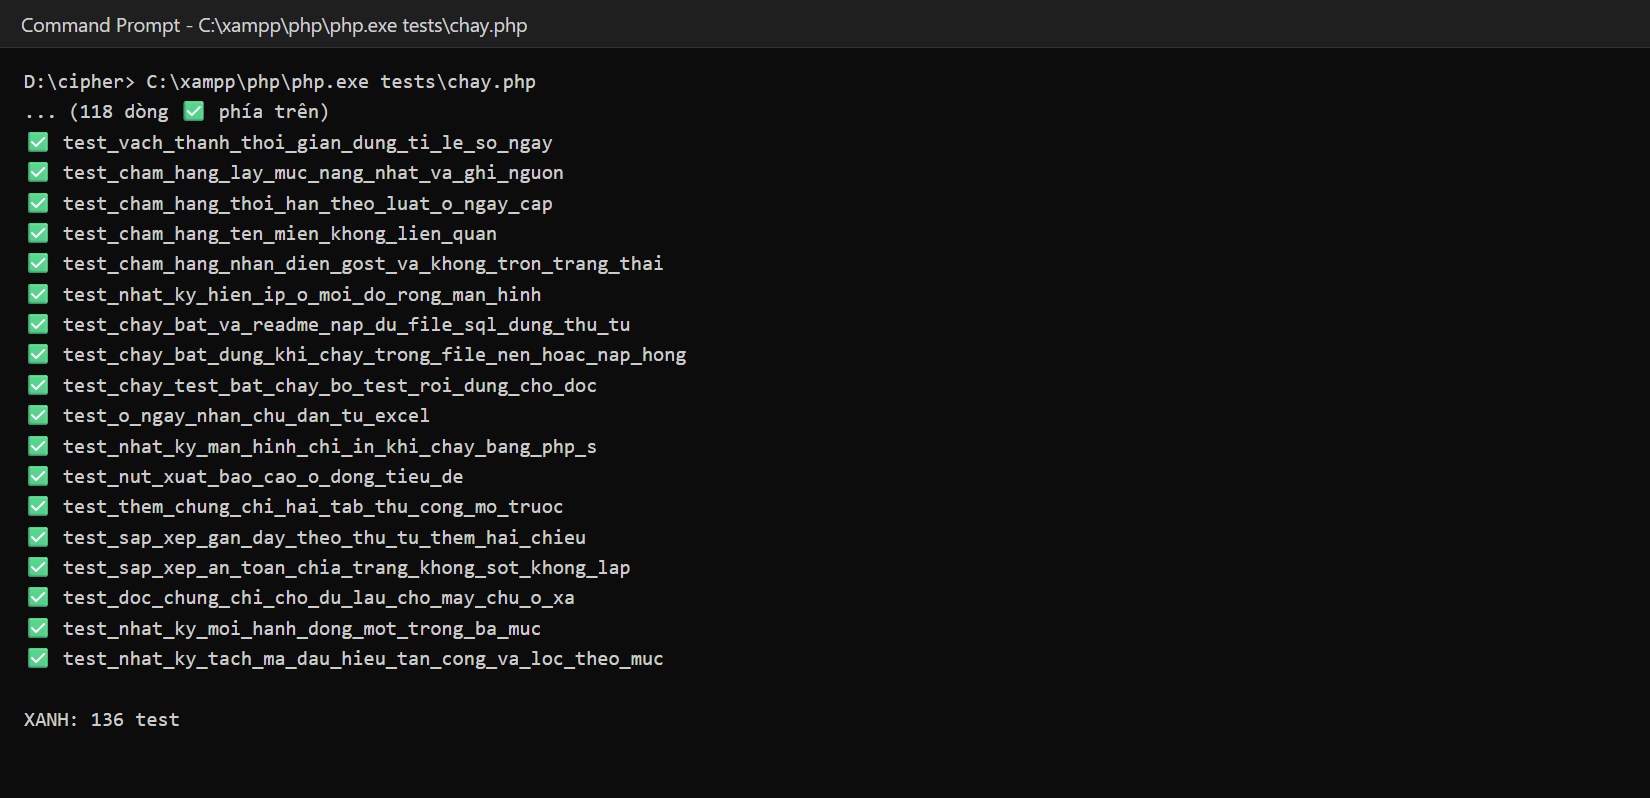 Command Prompt - C:\xampp\php\php.exe tests\chay.php
D:\cipher> C:\xampp\php\php.exe tests\chay.php
... (118 dòng ✅ phía trên)
✅ test_vach_thanh_thoi_gian_dung_ti_le_so_ngay
✅ test_cham_hang_lay_muc_nang_nhat_va_ghi_nguon
✅ test_cham_hang_thoi_han_theo_luat_o_ngay_cap
✅ test_cham_hang_ten_mien_khong_lien_quan
✅ test_cham_hang_nhan_dien_gost_va_khong_tron_trang_thai
✅ test_nhat_ky_hien_ip_o_moi_do_rong_man_hinh
✅ test_chay_bat_va_readme_nap_du_file_sql_dung_thu_tu
✅ test_chay_bat_dung_khi_chay_trong_file_nen_hoac_nap_hong
✅ test_chay_test_bat_chay_bo_test_roi_dung_cho_doc
✅ test_o_ngay_nhan_chu_dan_tu_excel
✅ test_nhat_ky_man_hinh_chi_in_khi_chay_bang_php_s
✅ test_nut_xuat_bao_cao_o_dong_tieu_de
✅ test_them_chung_chi_hai_tab_thu_cong_mo_truoc
✅ test_sap_xep_gan_day_theo_thu_tu_them_hai_chieu
✅ test_sap_xep_an_toan_chia_trang_khong_sot_khong_lap
✅ test_doc_chung_chi_cho_du_lau_cho_may_chu_o_xa
✅ test_nhat_ky_moi_hanh_dong_mot_trong_ba_muc
✅ test_nhat_ky_tach_ma_dau_hieu_tan_cong_va_loc_theo_muc
XANH: 136 test